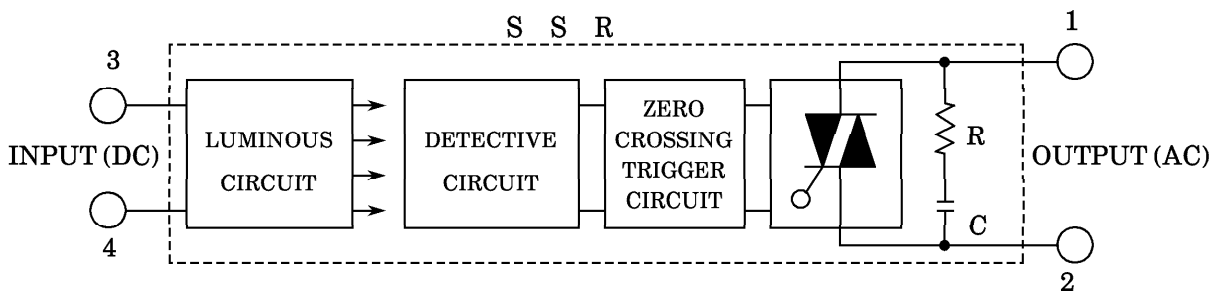 S S R
1
3
ZERO
CROSSING
TRIGGER
CIRCUIT
LUMINOUS
CIRCUIT
DETECTIVE
CIRCUIT
R
INPUT (DC)
OUTPUT (AC)
C
4
2